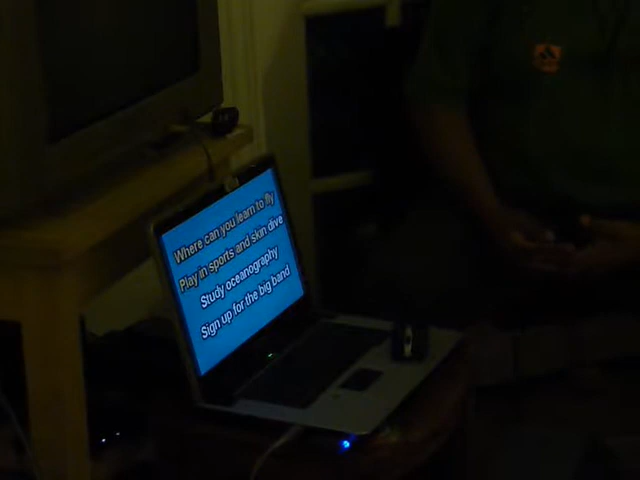 Where can you learn to fly
Play in sports and skin dive
Study oceanography
Sign up for the big band